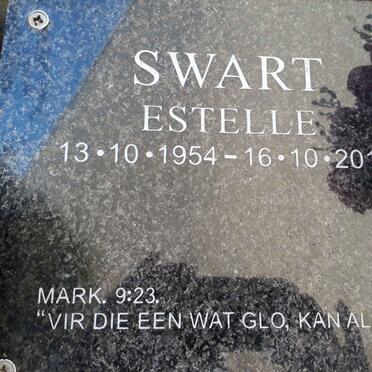 SWART
ESTELLE
13•10•1954–16•10•201
MARK. 9:23.
“VIR DIE EEN WAT GLO, KAN AL